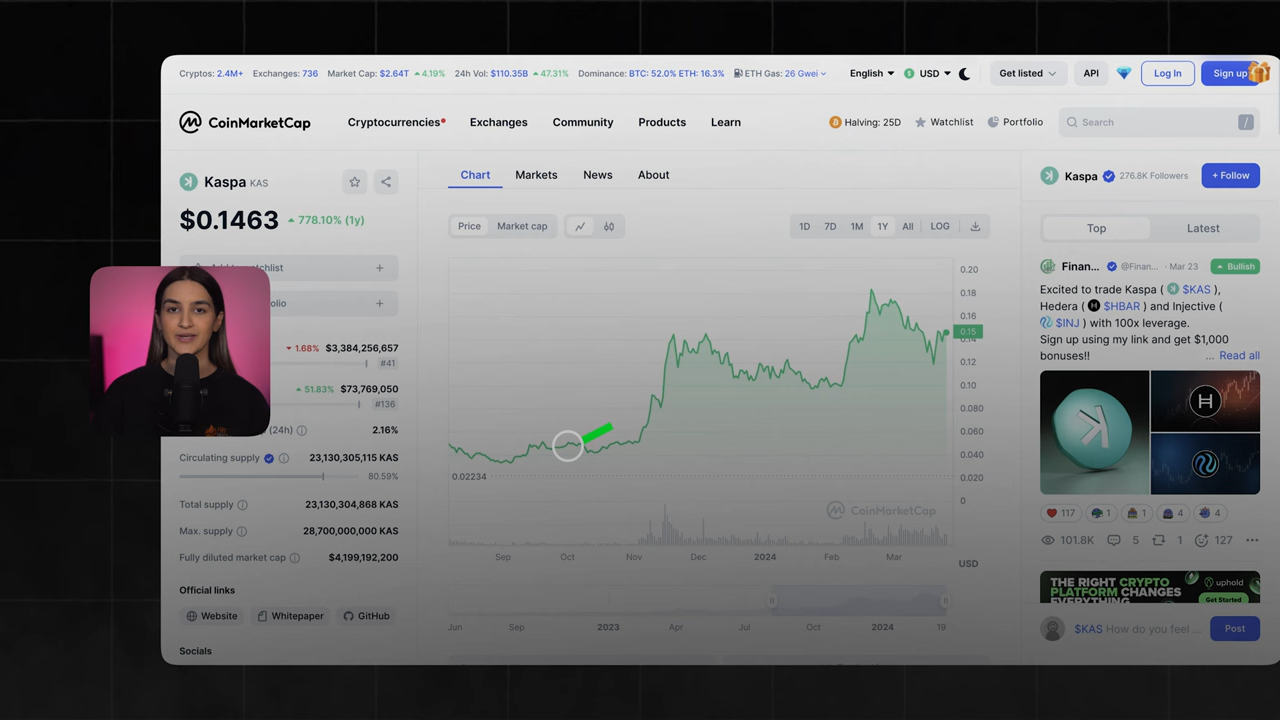 Cryptos: 2.4M+ Exchanges: 736 Market Cap: $2.64T 4.19% 24h Vol: $110.35B 47.31% Dominance: BTC: 52.0% ETH: 16.3% ETH Gas: 26 Gwei English USD Get listed API Log In Sign up
CoinMarketCap Cryptocurrencies Exchanges Community Products Learn Halving: 25D Watchlist Portfolio Search /
Kaspa KAS
$0.1463 778.10% (1y)
+
+
1.68% $3,384,256,657
#41
51.83% $73,769,050
#136
(24h) 2.16%
Circulating supply 23,130,305,115 KAS
80.59%
Total supply 23,130,304,868 KAS
Max. supply 28,700,000,000 KAS
Fully diluted market cap $4,199,192,200
Official links
Website Whitepaper GitHub
Socials
Chart Markets News About
Price Market cap 1D 7D 1M 1Y All LOG
0.20
0.18
0.16
0.15
0.12
0.10
0.080
0.060
0.040
0.02234 0.020
0
CoinMarketCap
Sep Oct Nov Dec 2024 Feb Mar
USD
Jun Sep 2023 Apr Jul Oct 2024 19
Kaspa 276.8K Followers + Follow
Top Latest
Finan... @Finan... · Mar 23 Bullish
Excited to trade Kaspa ( $KAS ),
Hedera ( $HBAR ) and Injective (
$INJ ) with 100x leverage.
Sign up using my link and get $1,000
bonuses!! ... Read all
117 1 1 4 4
101.8K 5 1 127
THE RIGHT CRYPTO
PLATFORM CHANGES
EVERYTHING
uphold
Get Started
$KAS How do you feel ... Post